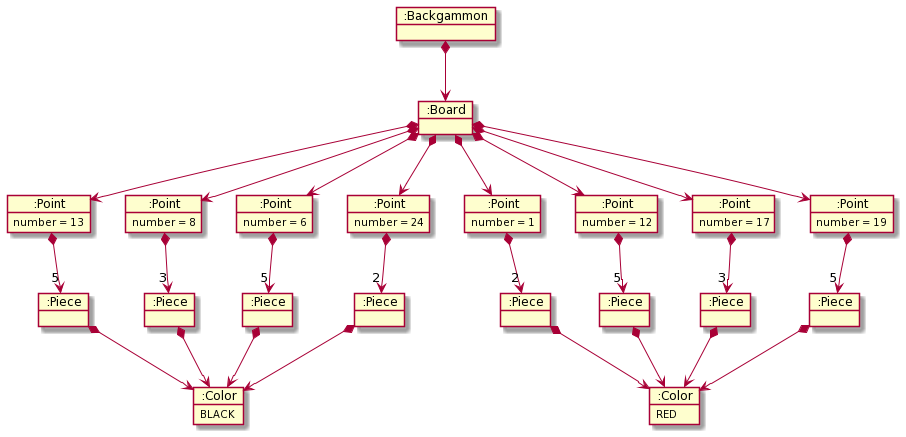 :Backgammon
:Board
:Point :Point :Point :Point :Point :Point :Point :Point
number = 13 number = 8 number = 6 number = 24 number = 1 number = 12 number = 17 number = 19
5 3 5 2 2 5 3 5
:Piece :Piece :Piece :Piece :Piece :Piece :Piece :Piece
:Color :Color
BLACK RED